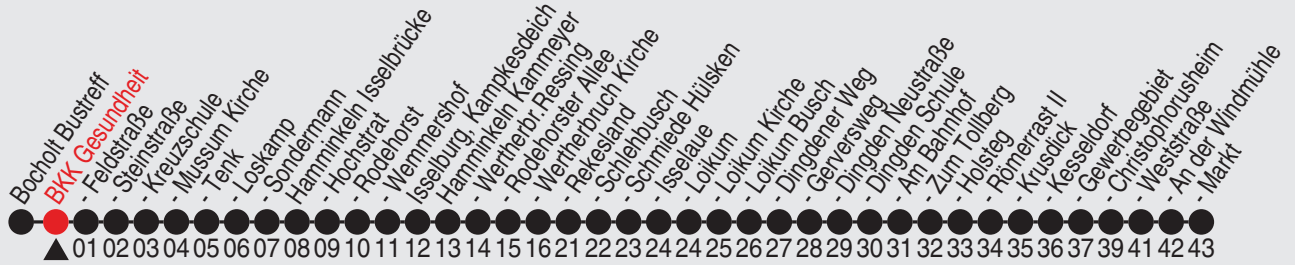 Bocholt Bustreff
BKK Gesundheit
- Feldstraße
- Steinstraße
- Kreuzschule
- Mussum Kirche
- Tenk
- Loskamp
- Sondermann
Hamminkeln Isselbrücke
- Hochstrat
- Rodehorst
- Wemmershof
Isselburg, Kampkesdeich
Hamminkeln Kammeyer
- Wertherbr.Ressing
- Rodehorster Allee
- Wertherbruch Kirche
- Rekesland
- Schlenbusch
- Schmiede Hülsken
- Isselaue
- Loikum
- Loikum Kirche
- Loikum Busch
- Dingdener Weg
- Gerversweg
- Dingden Neustraße
- Dingden Schule
- Am Bahnhof
- Zum Tollberg
- Holsteg
- Römerrast II
- Krusdick
- Kesseldorf
- Gewerbegebiet
- Christophorusheim
- Weststraße
- An der Windmühle
- Markt
01 02 03 04 05 06 07 08 09 10 11 12 13 14 15 16 21 22 23 24 24 25 26 27 28 29 30 31 32 33 34 35 36 37 39 41 42 43